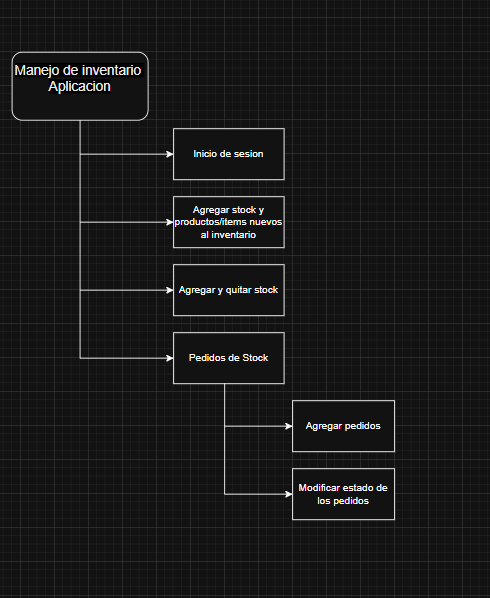 Manejo de inventario
Aplicacion
Inicio de sesion
Agregar stock y
productos/items nuevos
al inventario
Agregar y quitar stock
Pedidos de Stock
Agregar pedidos
Modificar estado de
los pedidos